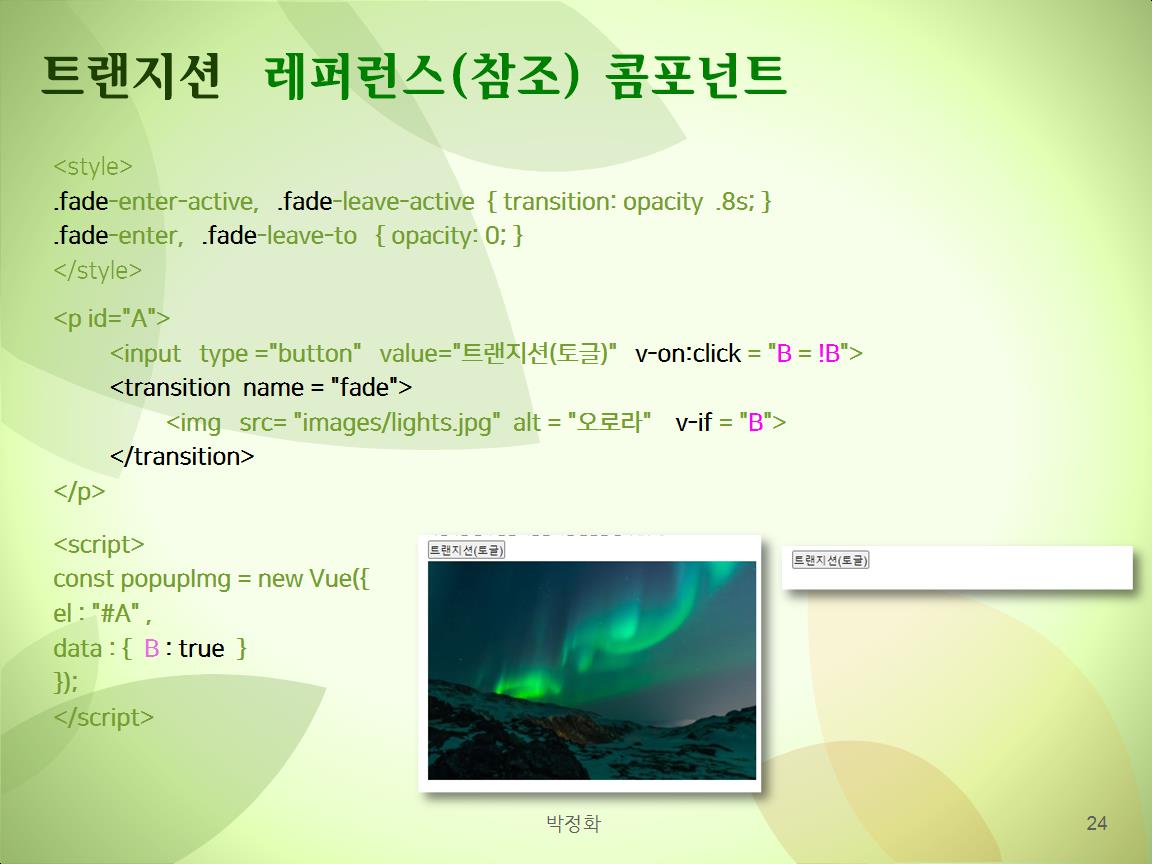 트랜지션 레퍼런스(참조) 콤포넌트
<style>
.fade-enter-active, .fade-leave-active { transition: opacity .8s; }
.fade-enter, .fade-leave-to { opacity: 0; }
</style>
<p id="A">
<input type ="button" value="트랜지션(토글)" v-on:click = "B = !B">
<transition name = "fade">
<img src= "images/lights.jpg" alt = "오로라" v-if = "B">
</transition>
</p>
<script>
const popupImg = new Vue({
el : "#A" ,
data : { B : true }
});
</script>
트랜지션(토글)
트랜지션(토글)
박정화
24